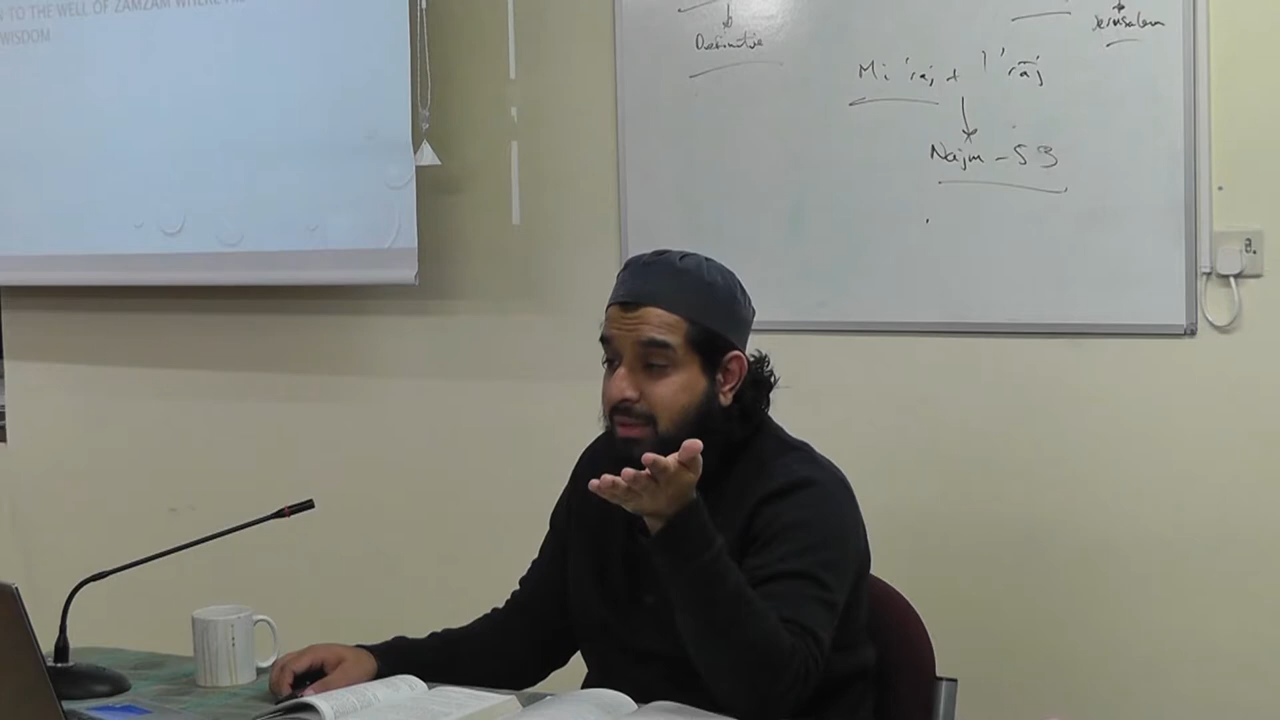 TO THE WELL OF ZAMZAM WHERE
WISDOM
Definitive
Jerusalem
Mi'raj + I'raj
Najm - 53